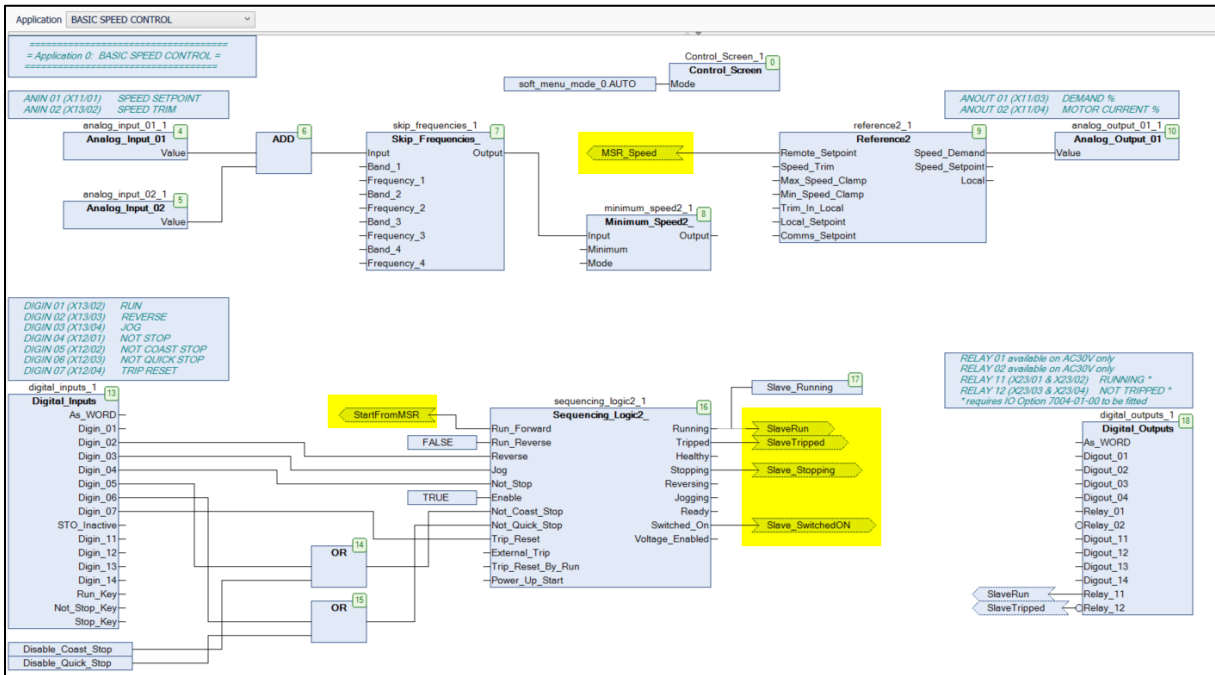 Application BASIC SPEED CONTROL
====================================
= Application 0: BASIC SPEED CONTROL =
====================================
Control_Screen_1
0
Control_Screen
soft_menu_mode_0.AUTO
Mode
ANIN 01 (X11/01) SPEED SETPOINT
ANIN 02 (X13/02) SPEED TRIM
ANOUT 01 (X11/03) DEMAND %
ANOUT 02 (X11/04) MOTOR CURRENT %
analog_input_01_1
4
Analog_Input_01
Value
analog_input_02_1
5
Analog_Input_02
Value
6
ADD
skip_frequencies_1
7
Skip_Frequencies_
Input Output
Band_1
Frequency_1
Band_2
Frequency_2
Band_3
Frequency_3
Band_4
Frequency_4
MSR_Speed
minimum_speed2_1
8
Minimum_Speed2_
Input Output
Minimum
Mode
reference2_1
9
Reference2
Remote_Setpoint Speed_Demand
Speed_Trim Speed_Setpoint
Max_Speed_Clamp Local
Min_Speed_Clamp
Trim_In_Local
Local_Setpoint
Comms_Setpoint
analog_output_01_1
10
Analog_Output_01
Value
DIGIN 01 (X13/02) RUN
DIGIN 02 (X13/03) REVERSE
DIGIN 03 (X13/04) JOG
DIGIN 04 (X12/01) NOT STOP
DIGIN 05 (X12/02) NOT COAST STOP
DIGIN 06 (X12/03) NOT QUICK STOP
DIGIN 07 (X12/04) TRIP RESET
digital_inputs_1
13
Digital_Inputs
As_WORD
Digin_01
Digin_02
Digin_03
Digin_04
Digin_05
Digin_06
Digin_07
STO_Inactive
Digin_11
Digin_12
Digin_13
Digin_14
Run_Key
Not_Stop_Key
Stop_Key
Disable_Coast_Stop
Disable_Quick_Stop
14
OR
15
OR
StartFromMSR
FALSE
TRUE
sequencing_logic2_1
16
Sequencing_Logic2_
Run_Forward Running
Run_Reverse Tripped
Reverse Healthy
Jog Stopping
Not_Stop Reversing
Enable Jogging
Not_Coast_Stop Ready
Not_Quick_Stop Switched_On
Trip_Reset Voltage_Enabled
External_Trip
Trip_Reset_By_Run
Power_Up_Start
17
Slave_Running
SlaveRun
SlaveTripped
Slave_Stopping
Slave_SwitchedON
RELAY 01 available on AC30V only
RELAY 02 available on AC30V only
RELAY 11 (X23/01 & X23/02) RUNNING *
RELAY 12 (X23/03 & X23/04) NOT TRIPPED *
* requires IO Option 7004-01-00 to be fitted
digital_outputs_1
18
Digital_Outputs
As_WORD
Digout_01
Digout_02
Digout_03
Digout_04
Relay_01
Relay_02
Digout_11
Digout_12
Digout_13
Digout_14
SlaveRun Relay_11
SlaveTripped Relay_12